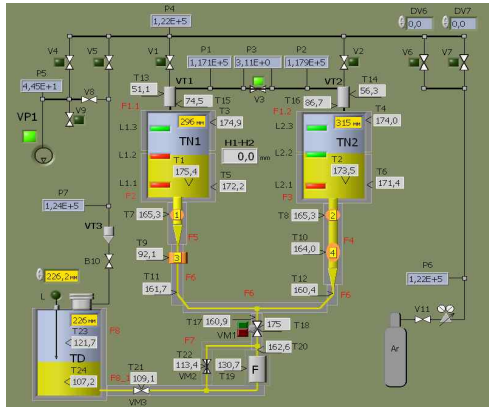 P4
1,22E+5
DV6
0,0
DV7
0,0
V4
V5
V1
V2
V6
V7
P5
4,45E+1
P1
1,171E+5
P3
3,11E+0
P2
1,179E+5
V8
V9
VP1
V3
T13
51,1
VT1
74,5
T15
VT2
T14
56,3
T16
86,7
F1.1
F1.2
296 мм
T3
174,9
315 мм
T4
174,0
L1.3
TN1
L2.3
TN2
H1-H2
0,0 мм
L1.2
L2.2
T1
175,4
T2
173,5
L1.1
T5
172,2
L2.1
T6
171,4
F2
F3
P7
1,24E+5
VT3
T7
165,3
1
T8
165,3
2
F5
F4
T9
92,1
3
T10
164,0
4
B10
T11
161,7
F6
F6
T12
160,4
F6
P6
1,22E+5
226,2 мм
L
226 мм
T23
121,7
TD
T24
107,2
F8
F8_1
T17
160,9
VM1
175
T18
V11
Ar
F7
162,6
T20
T22
113,4
VM2
130,7
T19
F
T21
109,1
VM3